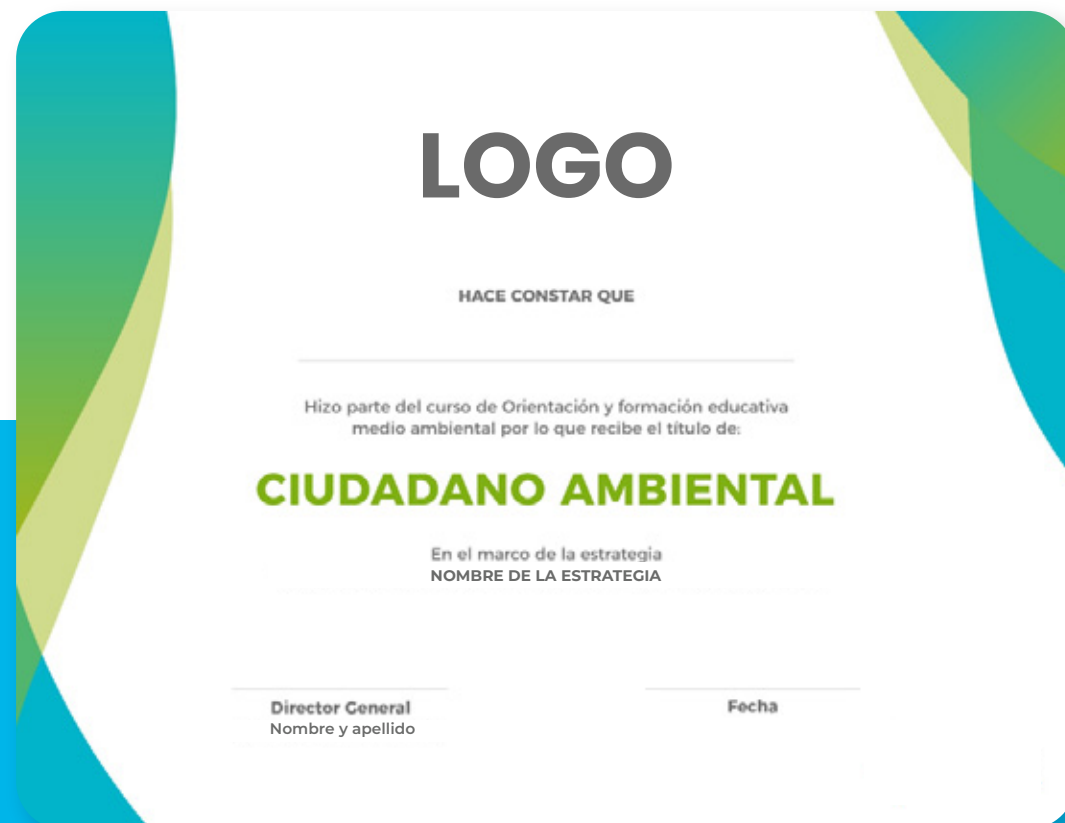 LOGO
HACE CONSTAR QUE
Hizo parte del curso de Orientación y formación educativa
medio ambiental por lo que recibe el título de:
CIUDADANO AMBIENTAL
En el marco de la estrategia
NOMBRE DE LA ESTRATEGIA
Director General
Nombre y apellido
Fecha